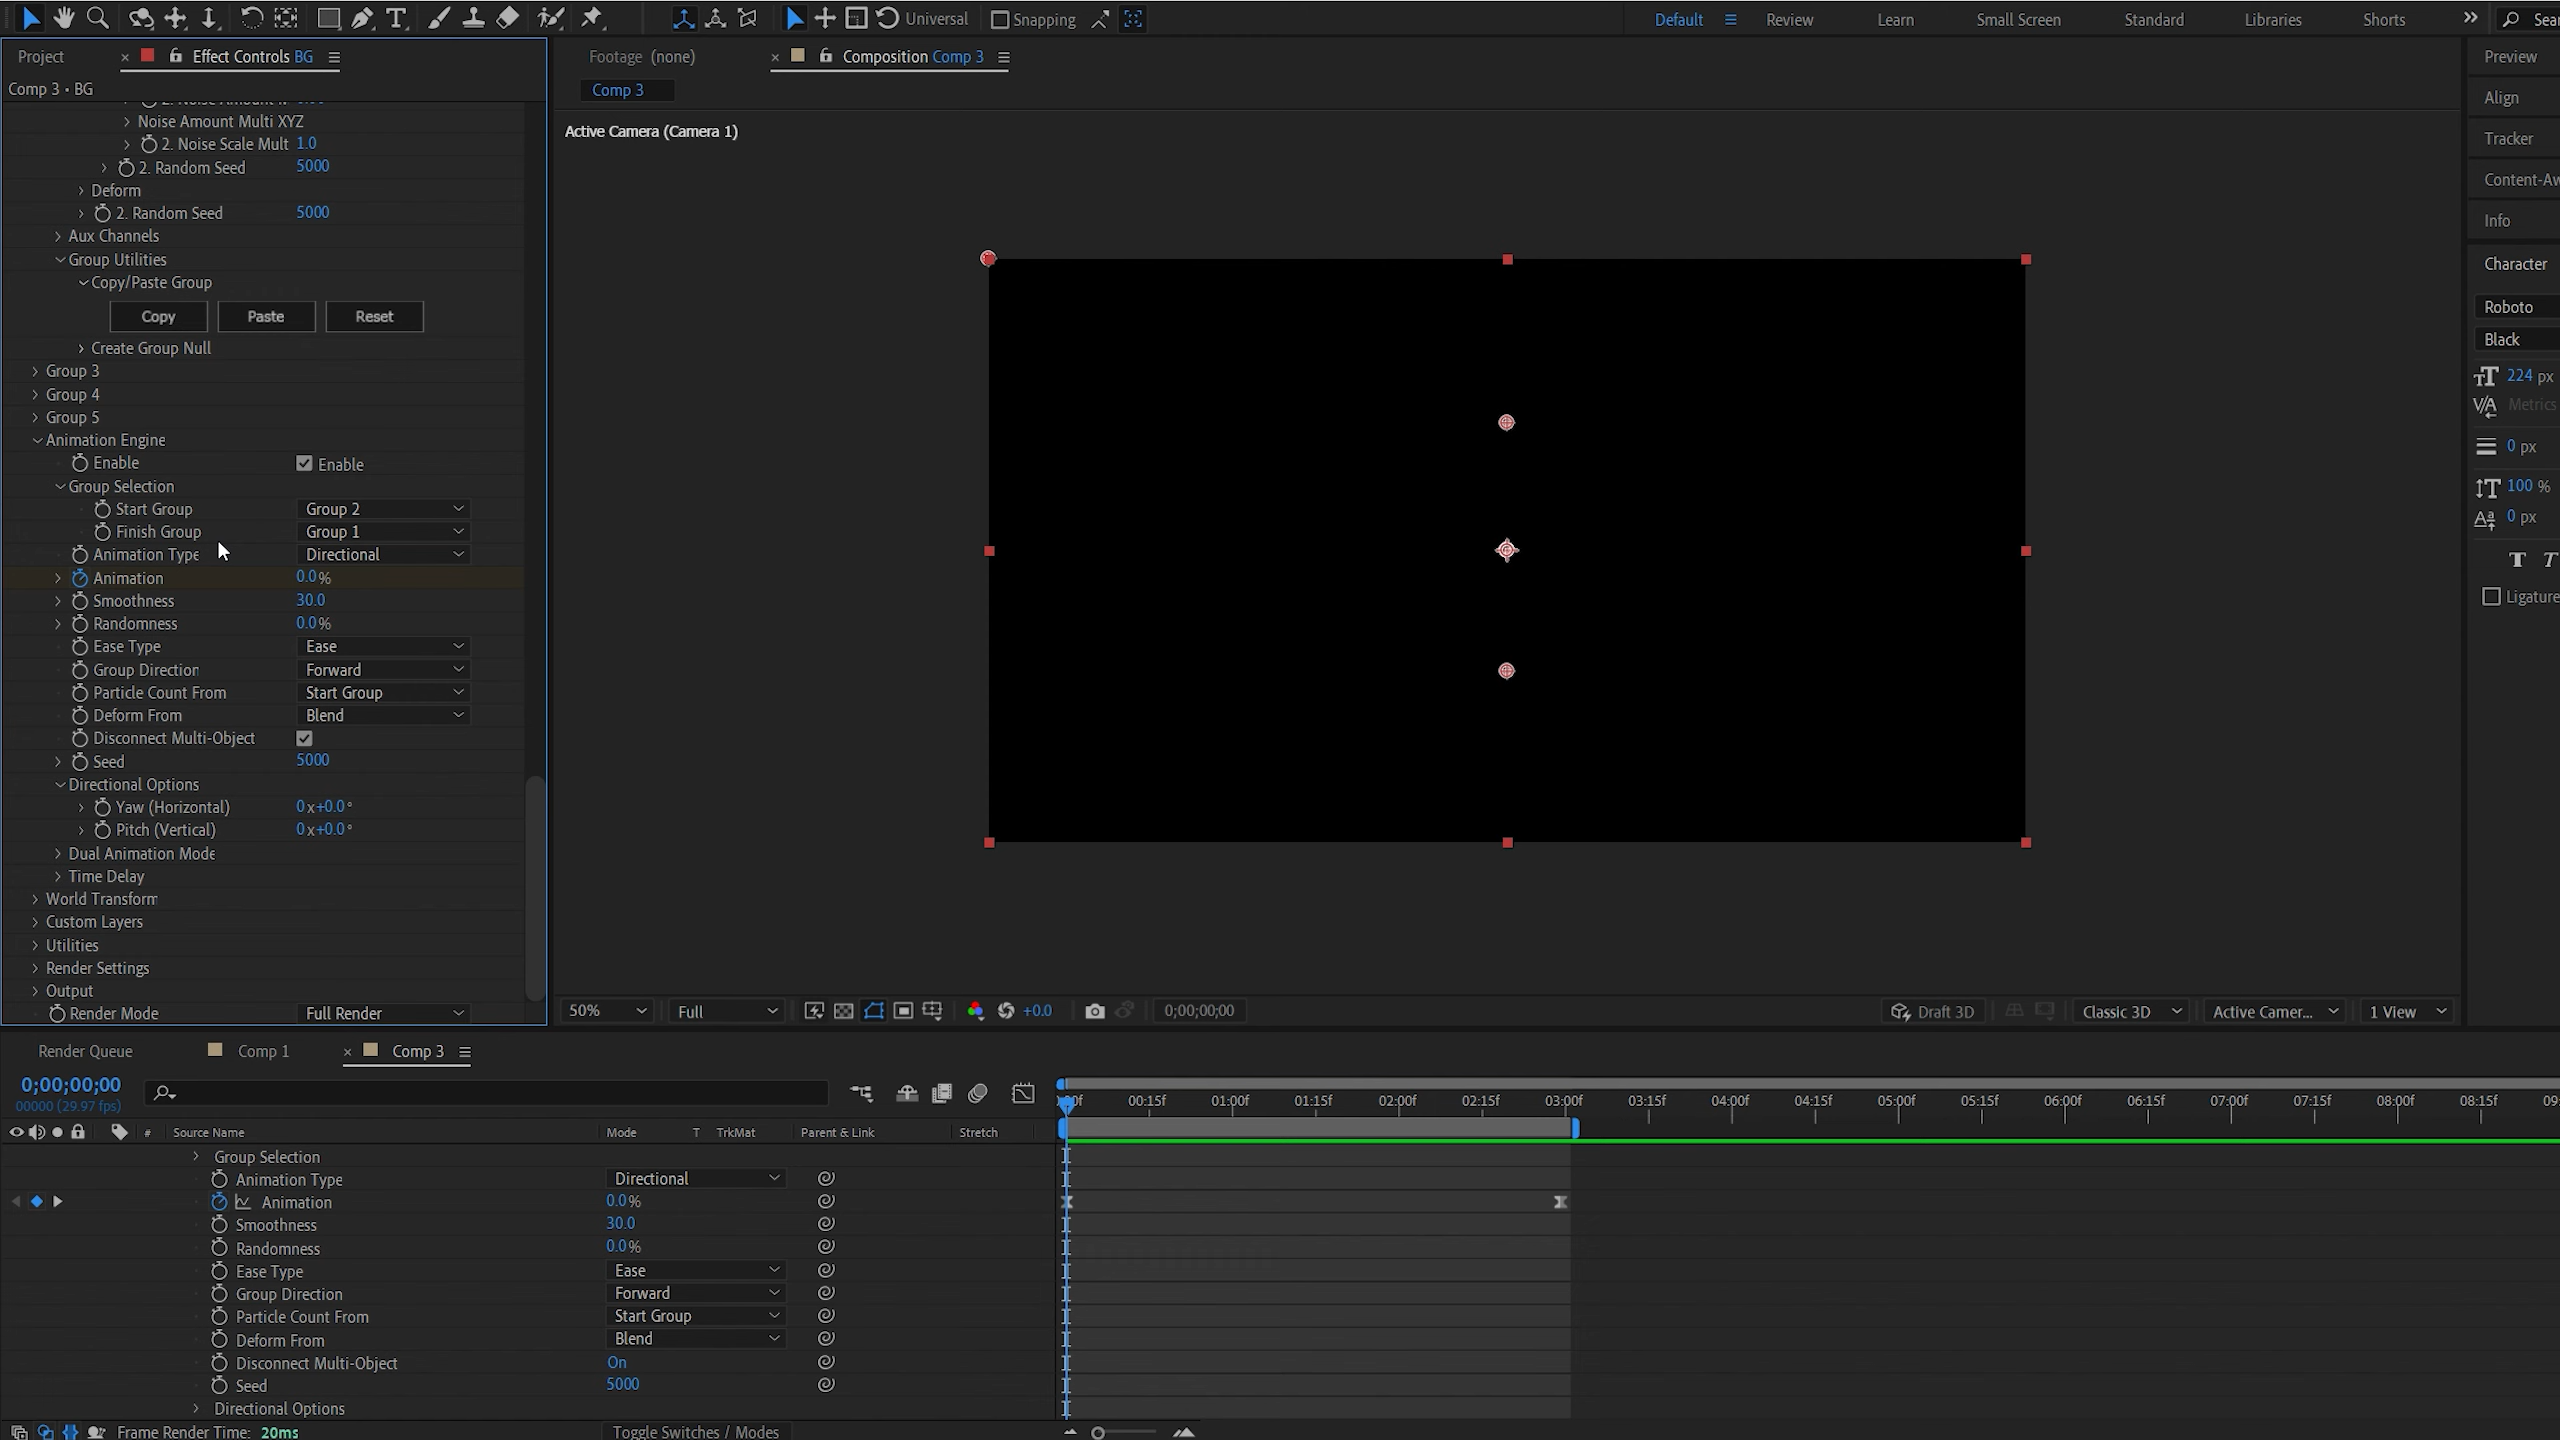 Universal Snapping Default Review Learn Small Screen Standard Libraries Shorts
Project Effect Controls BG
Footage (none) Composition Comp 3
Preview
Comp 3 • BG
Comp 3
Align
Noise Amount Multi XYZ
Active Camera (Camera 1)
Tracker
2. Noise Scale Mult 1.0
2. Random Seed 5000
Deform
2. Random Seed 5000
Info
Aux Channels
Group Utilities
Character
Copy/Paste Group
Roboto
Copy Paste Reset
Black
Create Group Null
Group 3
224 px
Group 4
Metrics
Group 5
Animation Engine
0 px
Enable Enable
Group Selection
100 %
Start Group Group 2
0 px
Finish Group Group 1
Animation Type Directional
Animation 0.0%
Smoothness 30.0
Ligature
Randomness 0.0%
Ease Type Ease
Group Direction Forward
Particle Count From Start Group
Deform From Blend
Disconnect Multi-Object
Seed 5000
Directional Options
Yaw (Horizontal) 0x+0.0°
Pitch (Vertical) 0x+0.0°
Dual Animation Mode
Time Delay
World Transform
Custom Layers
Utilities
Render Settings
Output
Render Mode Full Render
50% Full +0.0 0;00;00;00 Draft 3D Classic 3D Active Camer... 1 View
Render Queue Comp 1 Comp 3
0;00;00;00
00000 (29.97 fps)
00:15f 01:00f 01:15f 02:00f 02:15f 03:00f 03:15f 04:00f 04:15f 05:00f 05:15f 06:00f 06:15f 07:00f 07:15f 08:00f 08:15f
# Source Name Mode T TrkMat Parent & Link Stretch
Group Selection
Animation Type Directional
Animation 0.0%
Smoothness 30.0
Randomness 0.0%
Ease Type Ease
Group Direction Forward
Particle Count From Start Group
Deform From Blend
Disconnect Multi-Object On
Seed 5000
Directional Options
Frame Render Time: 20ms Toggle Switches / Modes